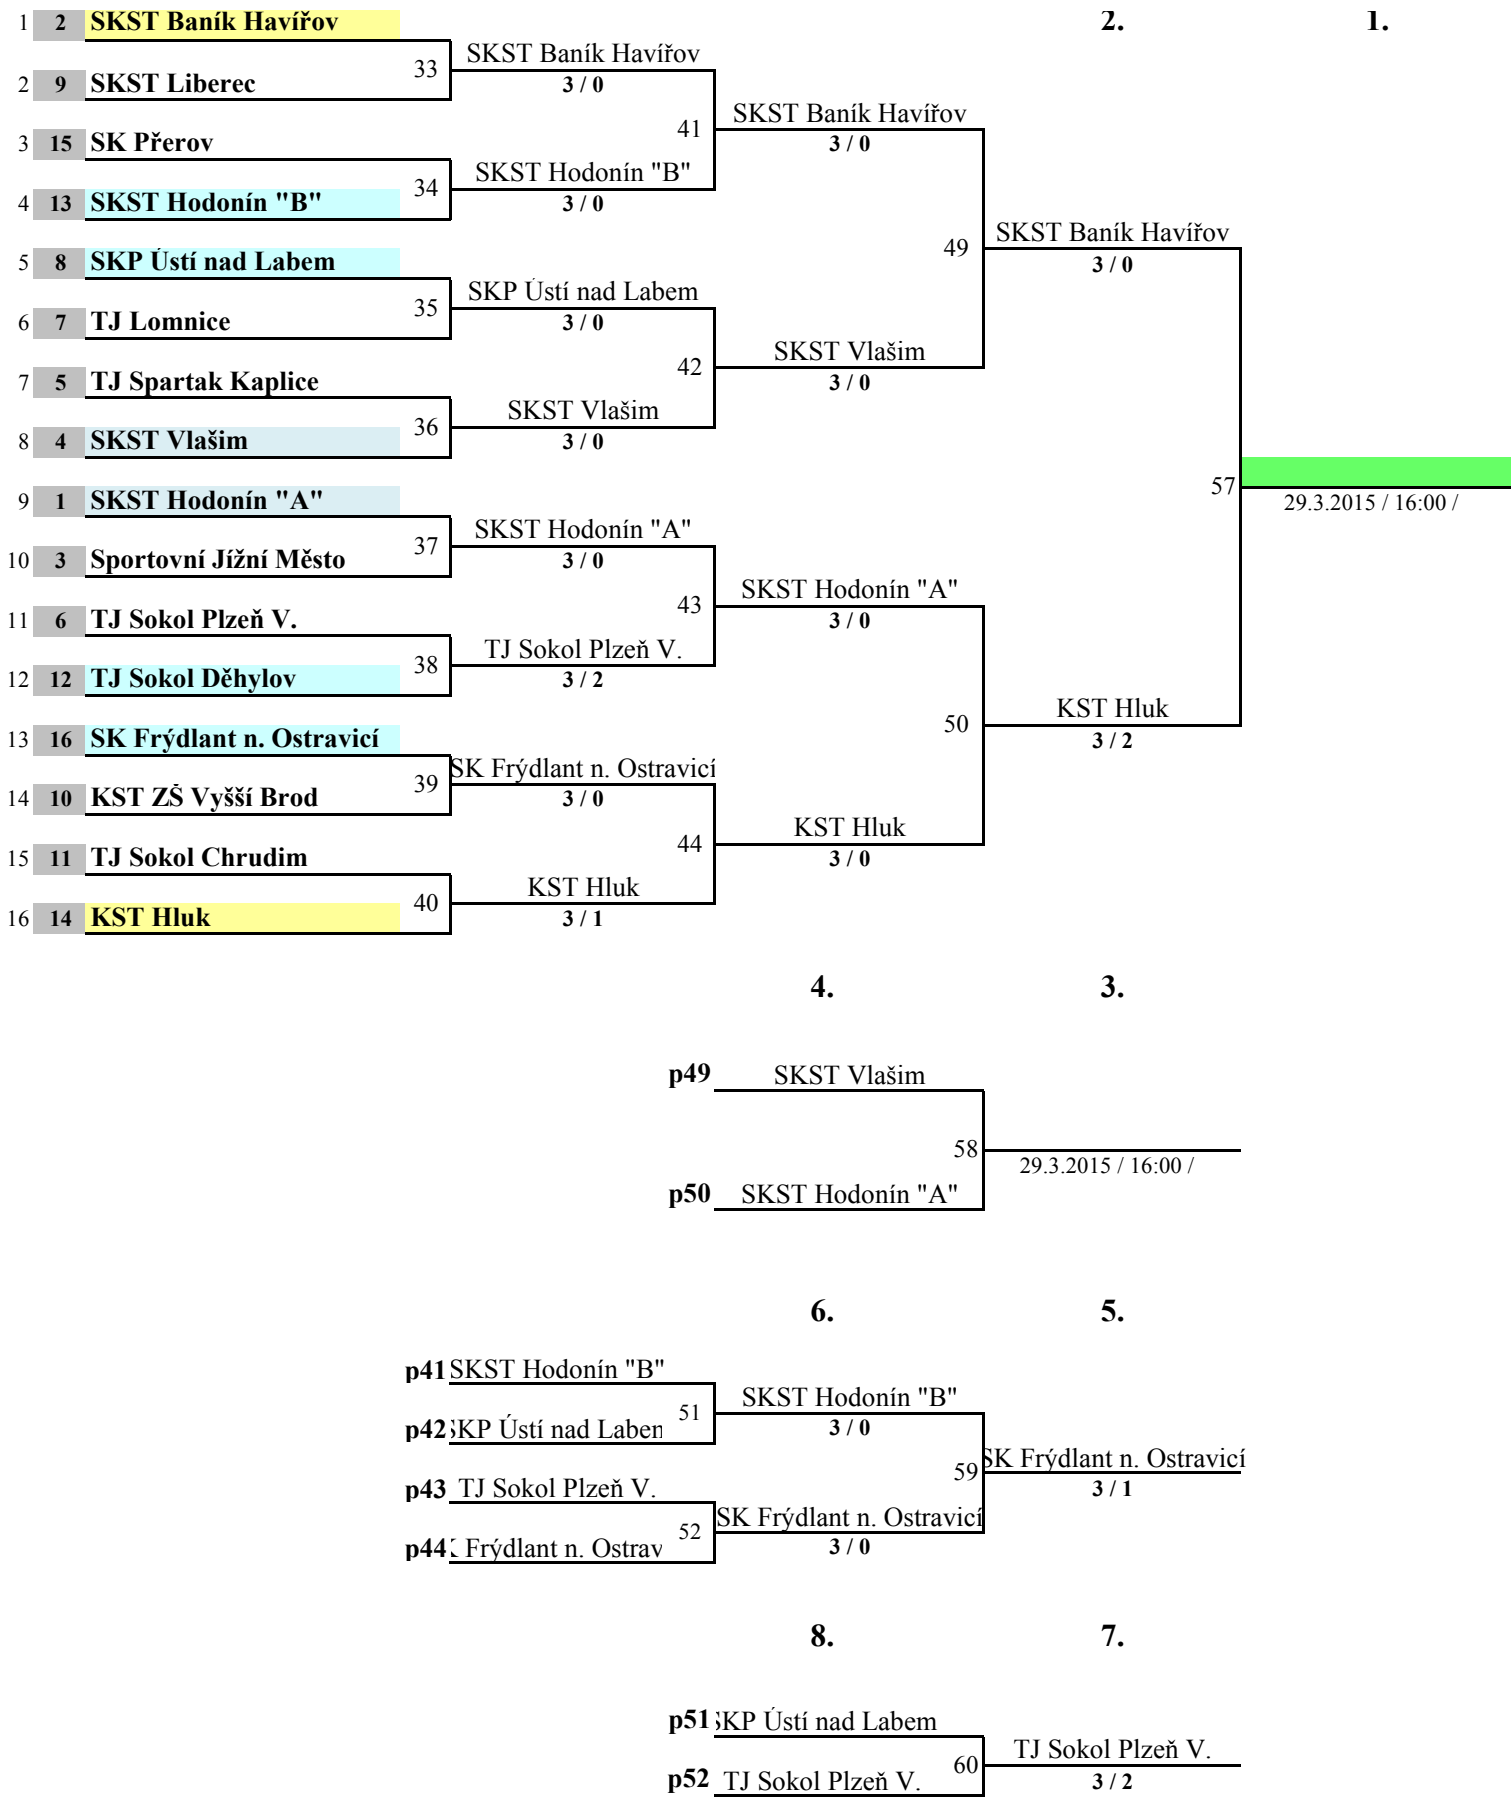 2. 1.
1 2 SKST Baník Havířov
33 SKST Baník Havířov
2 9 SKST Liberec 3 / 0
41 SKST Baník Havířov
3 15 SK Přerov 3 / 0
34 SKST Hodonín "B"
4 13 SKST Hodonín "B" 3 / 0
49 SKST Baník Havířov
5 8 SKP Ústí nad Labem 3 / 0
35 SKP Ústí nad Labem
6 7 TJ Lomnice 3 / 0
42 SKST Vlašim
7 5 TJ Spartak Kaplice 3 / 0
36 SKST Vlašim
8 4 SKST Vlašim 3 / 0
57
9 1 SKST Hodonín "A" 29.3.2015 / 16:00 /
37 SKST Hodonín "A"
10 3 Sportovní Jížní Město 3 / 0
43 SKST Hodonín "A"
11 6 TJ Sokol Plzeň V. 3 / 0
38 TJ Sokol Plzeň V.
12 12 TJ Sokol Děhylov 3 / 2
50 KST Hluk
13 16 SK Frýdlant n. Ostravicí 3 / 2
39 SK Frýdlant n. Ostravicí
14 10 KST ZŠ Vyšší Brod 3 / 0
44 KST Hluk
15 11 TJ Sokol Chrudim 3 / 0
40 KST Hluk
16 14 KST Hluk 3 / 1
4. 3.
p49 SKST Vlašim
58
29.3.2015 / 16:00 /
p50 SKST Hodonín "A"
6. 5.
p41 SKST Hodonín "B"
51 SKST Hodonín "B"
p42 SKP Ústí nad Laben 3 / 0
59 SK Frýdlant n. Ostravicí
p43 TJ Sokol Plzeň V. 3 / 1
52 SK Frýdlant n. Ostravicí
p44 Frýdlant n. Ostrav 3 / 0
8. 7.
p51 SKP Ústí nad Labem
60 TJ Sokol Plzeň V.
p52 TJ Sokol Plzeň V. 3 / 2